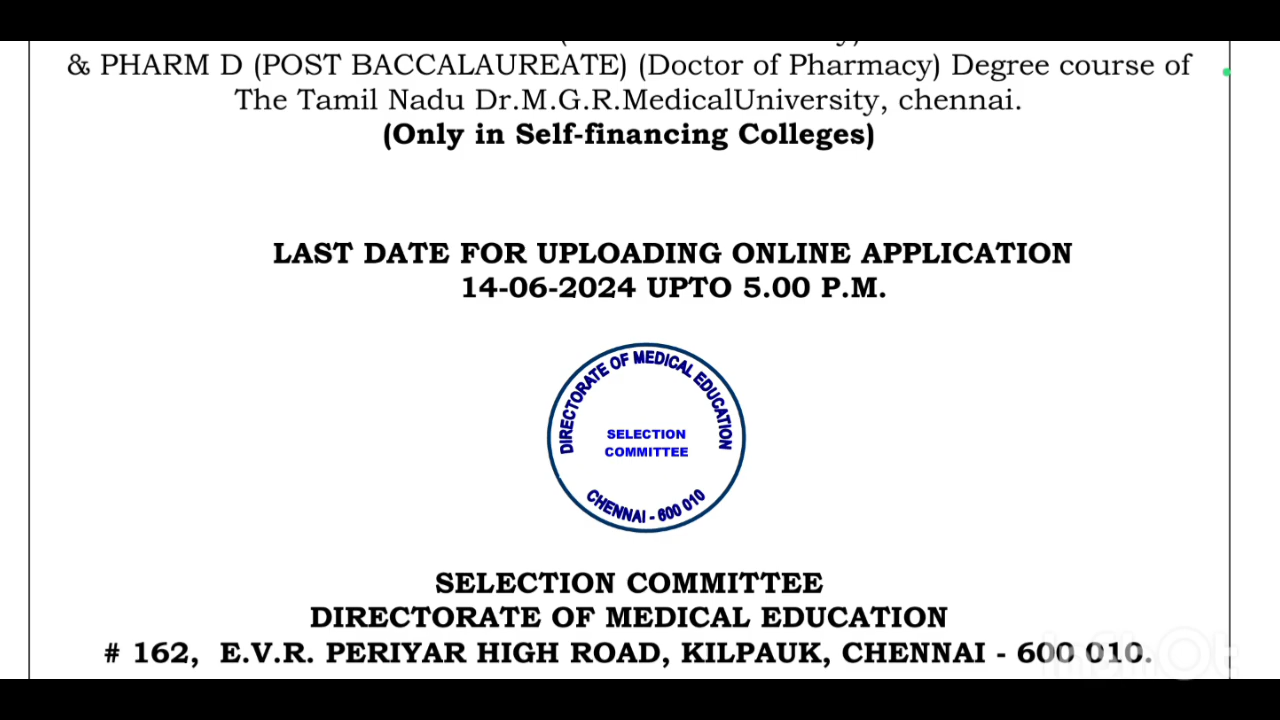 & PHARM D (POST BACCALAUREATE) (Doctor of Pharmacy) Degree course of
The Tamil Nadu Dr.M.G.R.MedicalUniversity, chennai.
(Only in Self-financing Colleges)
LAST DATE FOR UPLOADING ONLINE APPLICATION
14-06-2024 UPTO 5.00 P.M.
DIRECTORATE OF MEDICAL EDUCATION
SELECTION
COMMITTEE
CHENNAI - 600 010
SELECTION COMMITTEE
DIRECTORATE OF MEDICAL EDUCATION
# 162, E.V.R. PERIYAR HIGH ROAD, KILPAUK, CHENNAI - 600 010.
InShOt